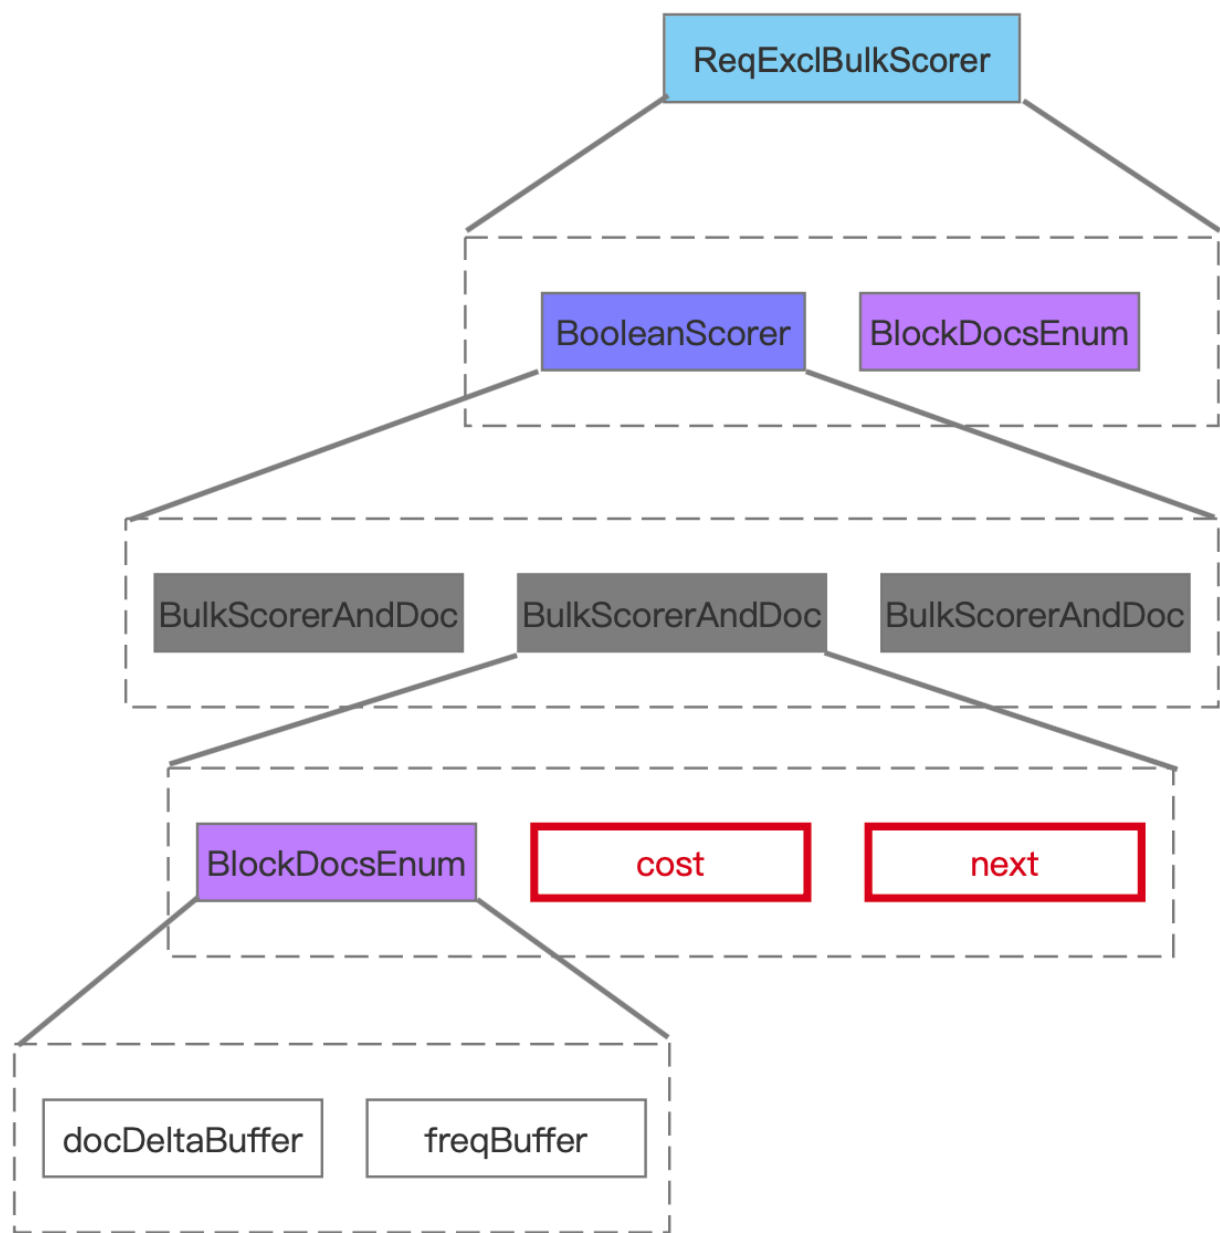 ReqExclBulkScorer
BooleanScorer
BlockDocsEnum
BulkScorerAndDoc
BulkScorerAndDoc
BulkScorerAndDoc
BlockDocsEnum
cost
next
docDeltaBuffer
freqBuffer